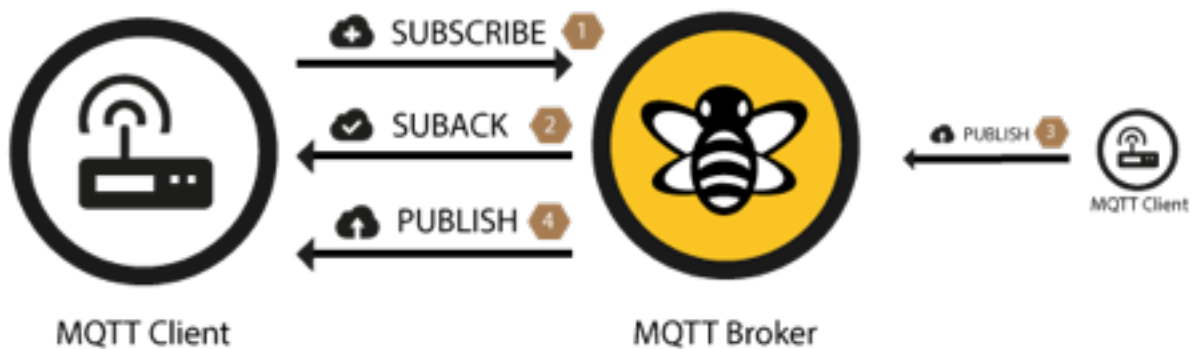 SUBSCRIBE 1
SUBACK 2
PUBLISH 3
PUBLISH 4
MQTT Client
MQTT Client
MQTT Broker